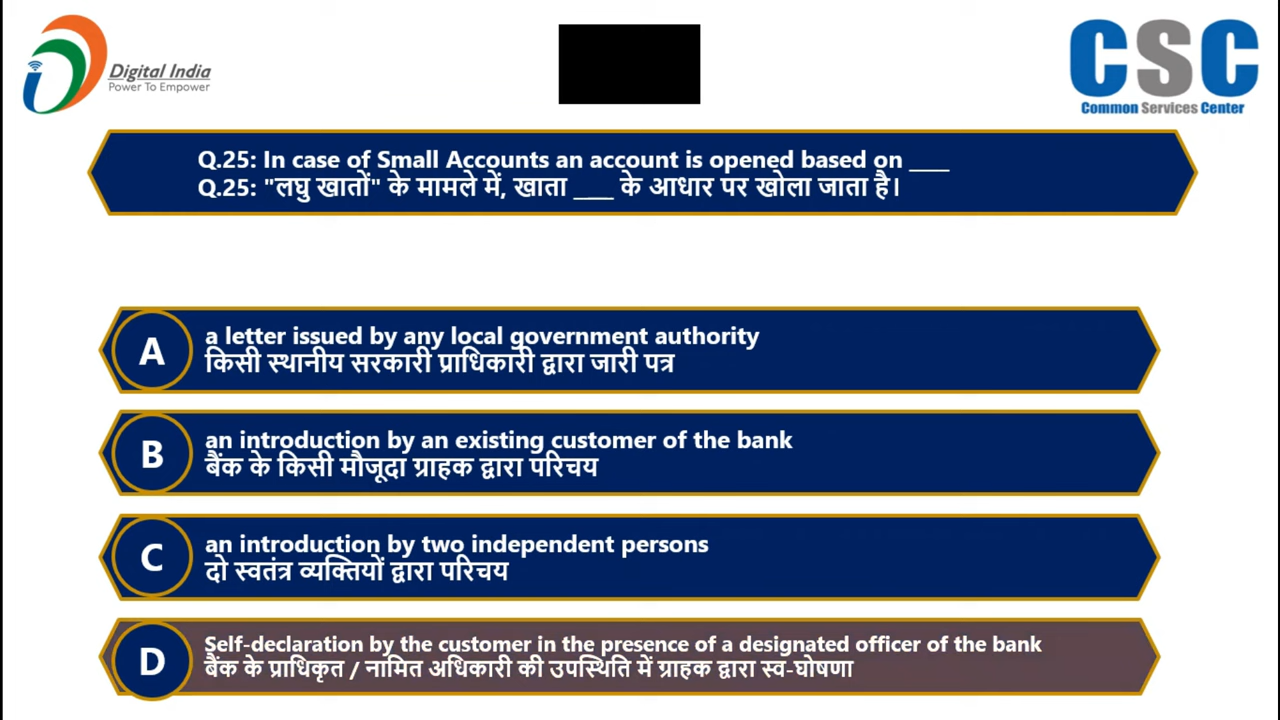 Digital India
Power To Empower
CSC
Common Services Center
Q.25: In case of Small Accounts an account is opened based on ____
Q.25: "लघु खातों" के मामले में, खाता ____ के आधार पर खोला जाता है।
A
a letter issued by any local government authority
किसी स्थानीय सरकारी प्राधिकारी द्वारा जारी पत्र
B
an introduction by an existing customer of the bank
बैंक के किसी मौजूदा ग्राहक द्वारा परिचय
C
an introduction by two independent persons
दो स्वतंत्र व्यक्तियों द्वारा परिचय
D
Self-declaration by the customer in the presence of a designated officer of the bank
बैंक के प्राधिकृत / नामित अधिकारी की उपस्थिति में ग्राहक द्वारा स्व-घोषणा